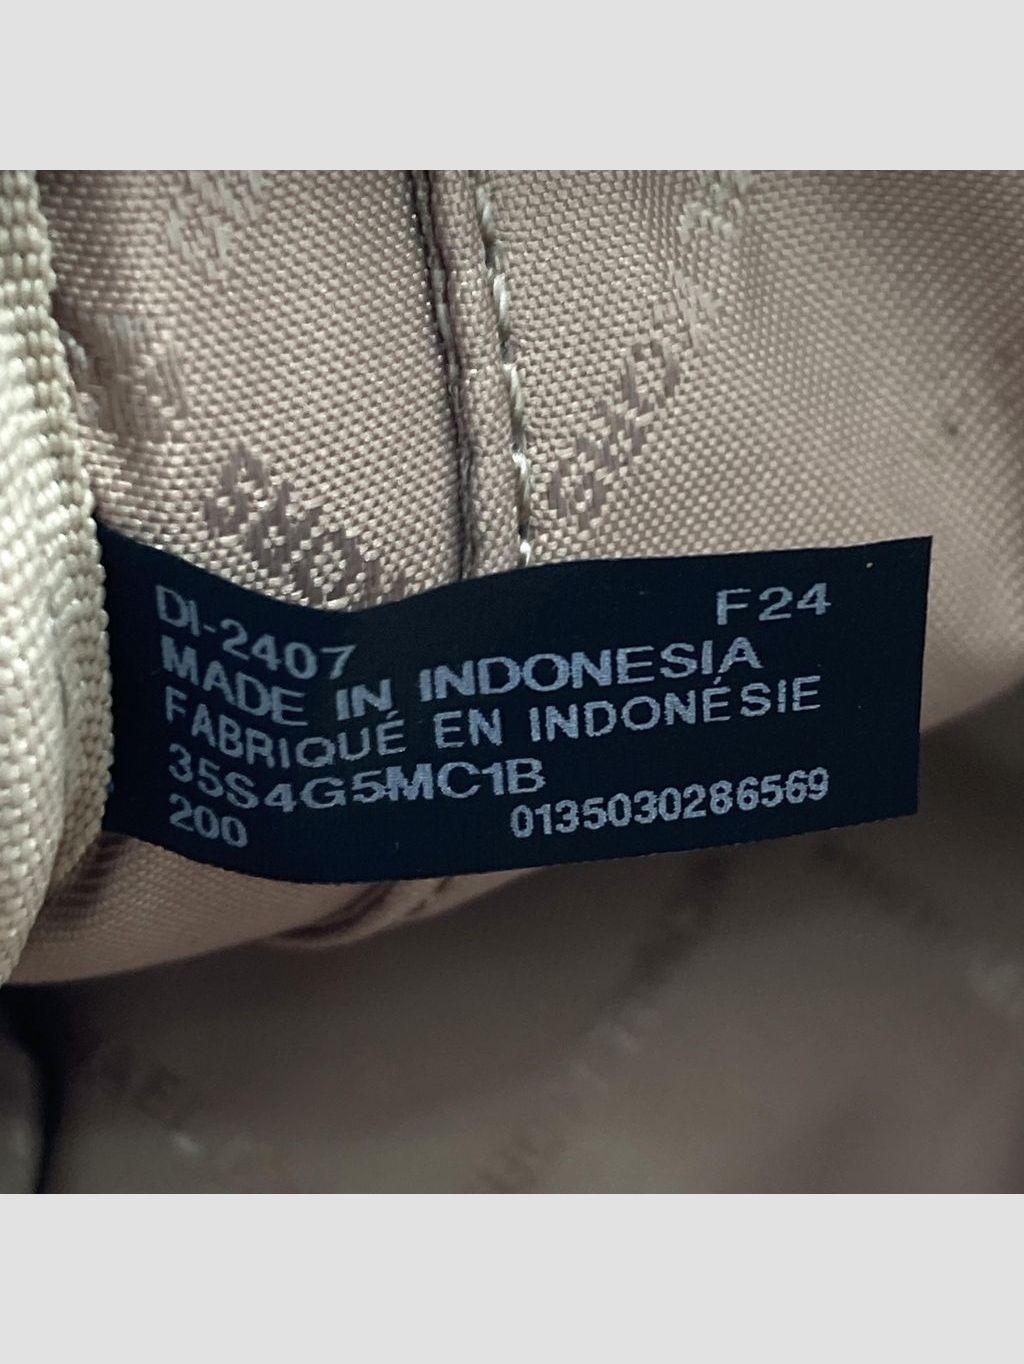 DI-2407 F24
MADE IN INDONESIA
FABRIQUÉ EN INDONÉSIE
35S4G5MC1B
200 0135030286569